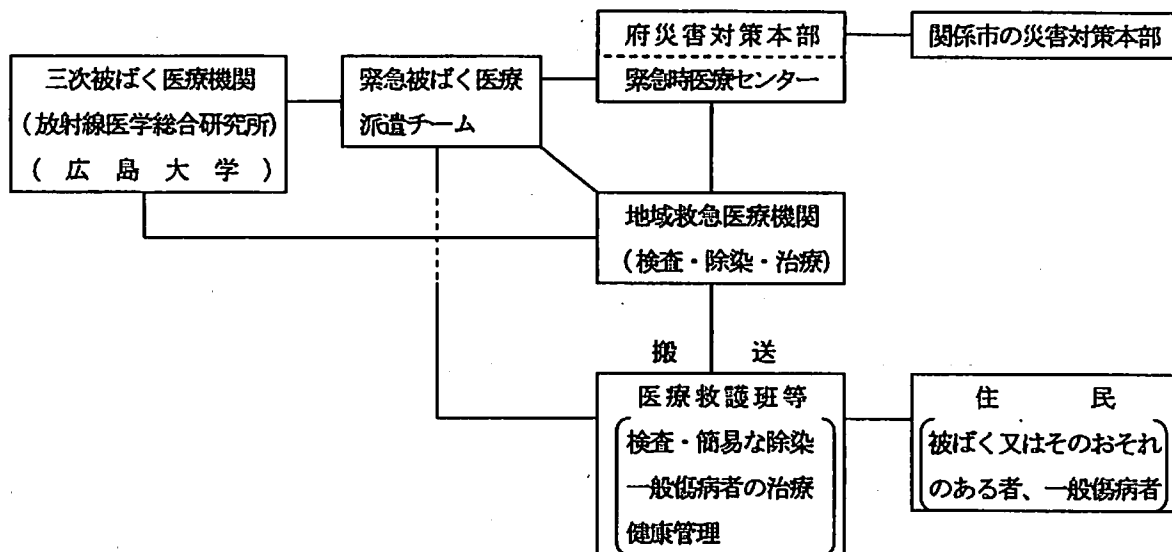 三次被ばく医療機関
(放射線医学総合研究所)
(広島大学)
緊急被ばく医療
派遣チーム
府災害対策本部
緊急時医療センター
関係市の災害対策本部
地域救急医療機関
(検査・除染・治療)
搬送
医療救護班等
検査・簡易な除染
一般傷病者の治療
健康管理
住民
被ばく又はそのおそれ
のある者、一般傷病者